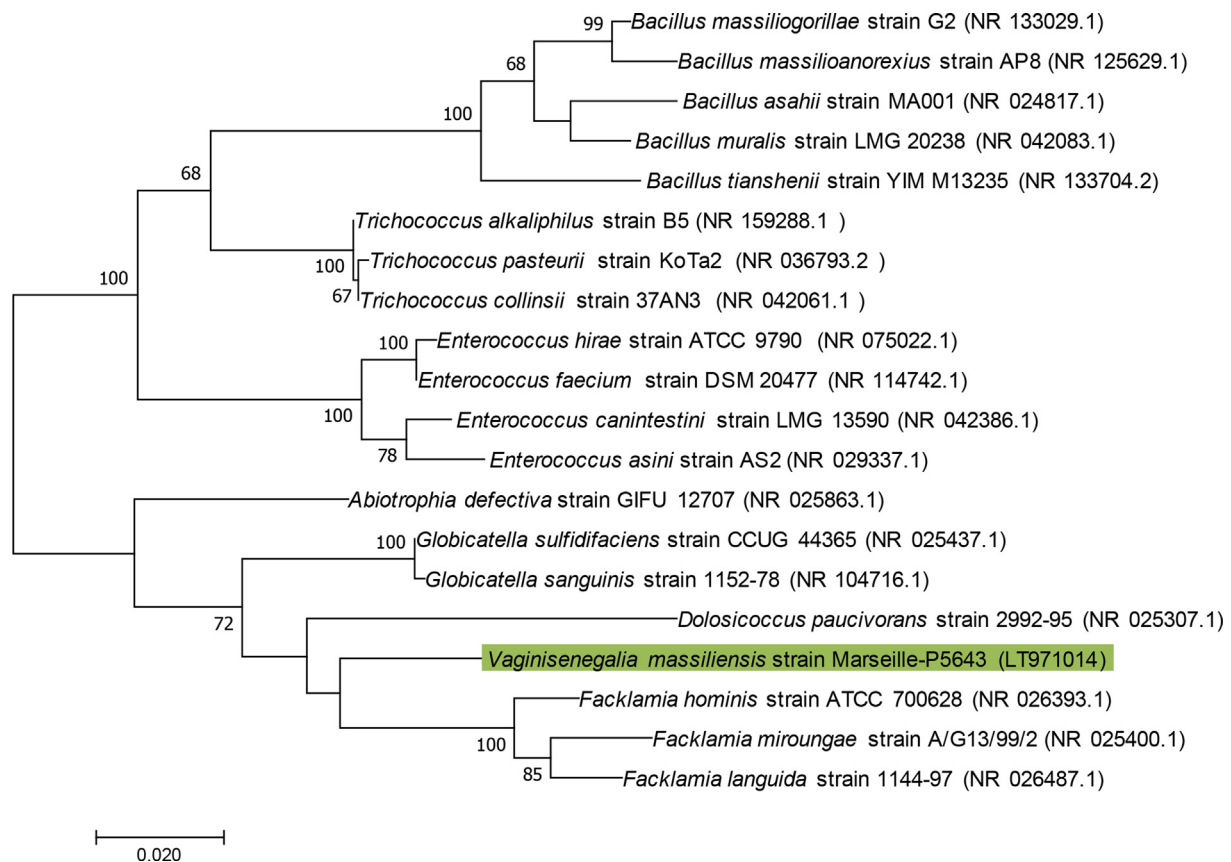 99 Bacillus massiliogorillae strain G2 (NR 133029.1)
68 Bacillus massilioanorexius strain AP8 (NR 125629.1)
Bacillus asahii strain MA001 (NR 024817.1)
100
Bacillus muralis strain LMG 20238 (NR 042083.1)
68 Bacillus tianshenii strain YIM M13235 (NR 133704.2)
Trichococcus alkaliphilus strain B5 (NR 159288.1 )
100 100 Trichococcus pasteurii strain KoTa2 (NR 036793.2 )
67 Trichococcus collinsii strain 37AN3 (NR 042061.1 )
100 Enterococcus hirae strain ATCC 9790 (NR 075022.1)
Enterococcus faecium strain DSM 20477 (NR 114742.1)
100 Enterococcus canintestini strain LMG 13590 (NR 042386.1)
78 Enterococcus asini strain AS2 (NR 029337.1)
Abiotrophia defectiva strain GIFU 12707 (NR 025863.1)
100 Globicatella sulfidifaciens strain CCUG 44365 (NR 025437.1)
Globicatella sanguinis strain 1152-78 (NR 104716.1)
72 Dolosicoccus paucivorans strain 2992-95 (NR 025307.1)
Vaginisenegalia massiliensis strain Marseille-P5643 (LT971014)
Facklamia hominis strain ATCC 700628 (NR 026393.1)
100 Facklamia miroungae strain A/G13/99/2 (NR 025400.1)
85 Facklamia languida strain 1144-97 (NR 026487.1)
0.020